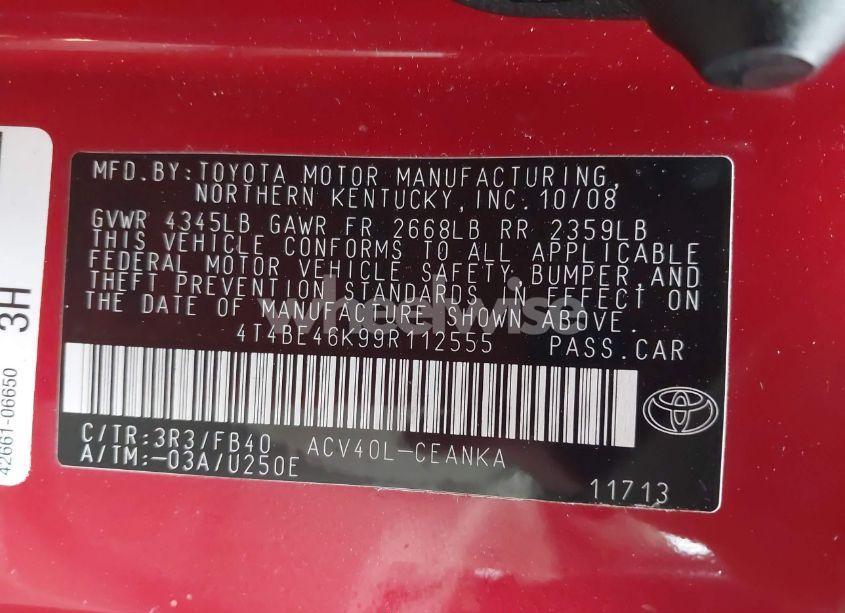 MFD.BY:TOYOTA MOTOR MANUFACTURING,
NORTHERN KENTUCKY, INC. 10/08
GVWR 4345LB GAWR FR 2668LB RR 2359LB
THIS VEHICLE CONFORMS TO ALL APPLICABLE
FEDERAL MOTOR VEHICLE SAFETY, BUMPER, AND
THEFT PREVENTION STANDARDS IN EFFECT ON
THE DATE OF MANUFACTURE SHOWN ABOVE.
4T4BE46K99R112555 PASS.CAR
C/TR:3R3/FB40 ACV40L-CEANKA
A/TM:-03A/U250E
11713
42661-06650
3H
wheelwise